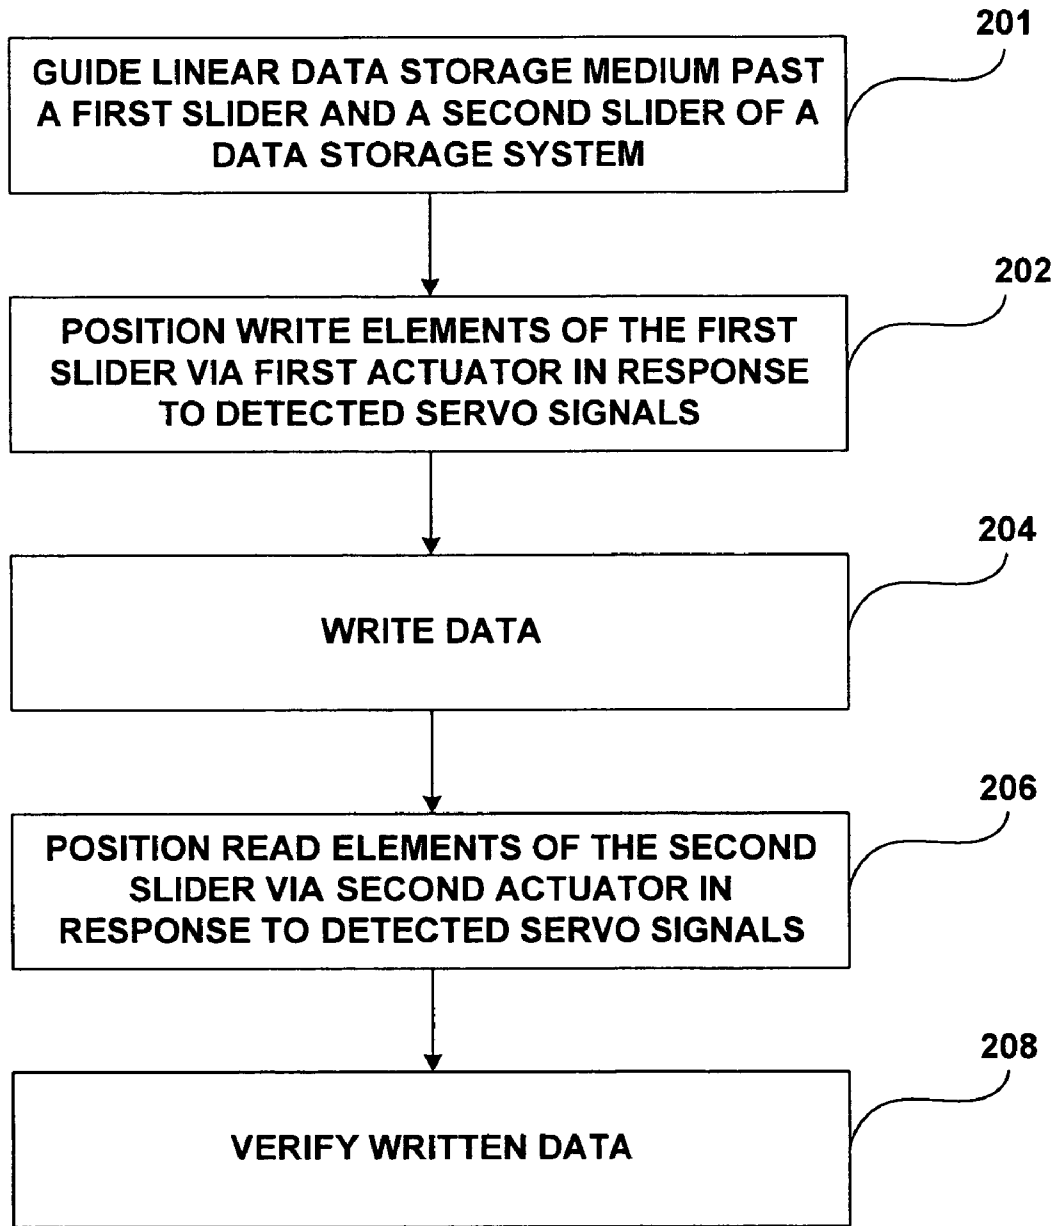 201
GUIDE LINEAR DATA STORAGE MEDIUM PAST
A FIRST SLIDER AND A SECOND SLIDER OF A
DATA STORAGE SYSTEM
202
POSITION WRITE ELEMENTS OF THE FIRST
SLIDER VIA FIRST ACTUATOR IN RESPONSE
TO DETECTED SERVO SIGNALS
204
WRITE DATA
206
POSITION READ ELEMENTS OF THE SECOND
SLIDER VIA SECOND ACTUATOR IN
RESPONSE TO DETECTED SERVO SIGNALS
208
VERIFY WRITTEN DATA